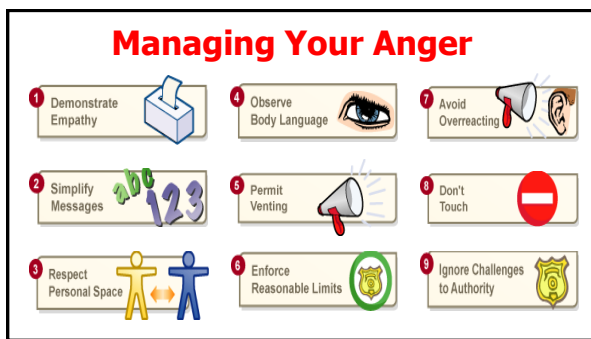 Managing Your Anger
1
Demonstrate
Empathy
2
Simplify
Messages
abc
123
3
Respect
Personal Space
4
Observe
Body Language
5
Permit
Venting
6
Enforce
Reasonable Limits
7
Avoid
Overreacting
8
Don't
Touch
9
Ignore Challenges
to Authority